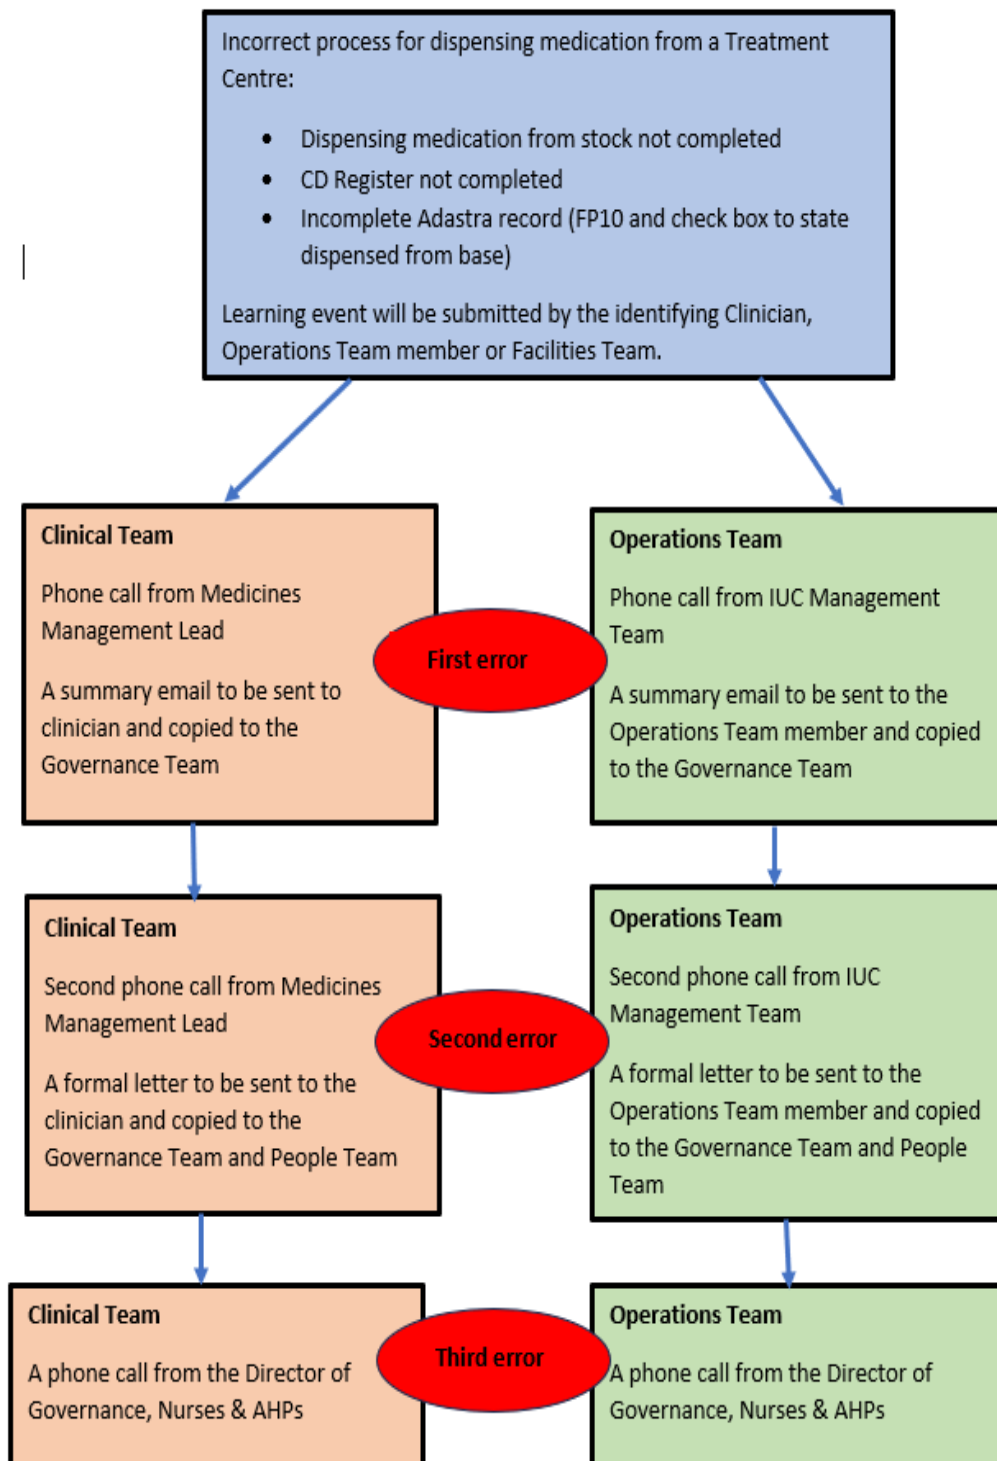 Incorrect process for dispensing medication from a Treatment
Centre:
• Dispensing medication from stock not completed
• CD Register not completed
• Incomplete Adastra record (FP10 and check box to state
dispensed from base)
Learning event will be submitted by the identifying Clinician,
Operations Team member or Facilities Team.
Clinical Team
Phone call from Medicines
Management Lead
A summary email to be sent to
clinician and copied to the
Governance Team
First error
Operations Team
Phone call from IUC Management
Team
A summary email to be sent to the
Operations Team member and copied
to the Governance Team
Clinical Team
Second phone call from Medicines
Management Lead
A formal letter to be sent to the
clinician and copied to the
Governance Team and People Team
Second error
Operations Team
Second phone call from IUC
Management Team
A formal letter to be sent to the
Operations Team member and copied
to the Governance Team and People
Team
Clinical Team
A phone call from the Director of
Governance, Nurses & AHPs
Third error
Operations Team
A phone call from the Director of
Governance, Nurses & AHPs